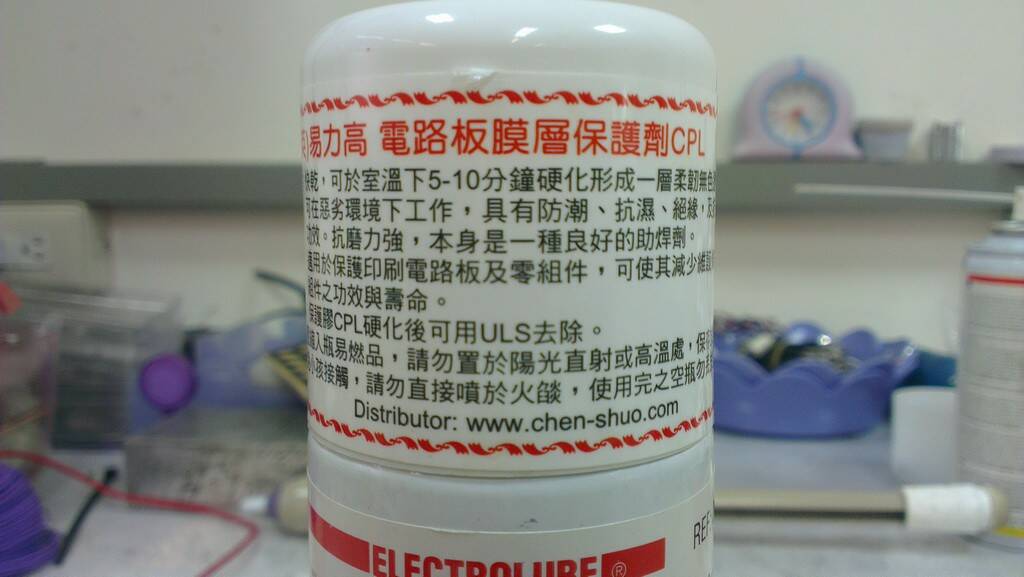 易力高 電路板膜層保護劑CPL
快乾，可於室溫下5-10分鐘硬化形成一層柔韌無色
可在惡劣環境下工作，具有防潮、抗濕、絕緣，
功效。抗磨力強，本身是一種良好的助焊劑。
適用於保護印刷電路板及零組件，可使其減少維
組件之功效與壽命。
保護膠CPL硬化後可用ULS去除。
瓶易燃品，請勿置於陽光直射或高溫處，保
小孩接觸，請勿直接噴於火燄，使用完之空瓶勿
Distributor: www.chen-shuo.com
ELECTROLUBE ®
REF